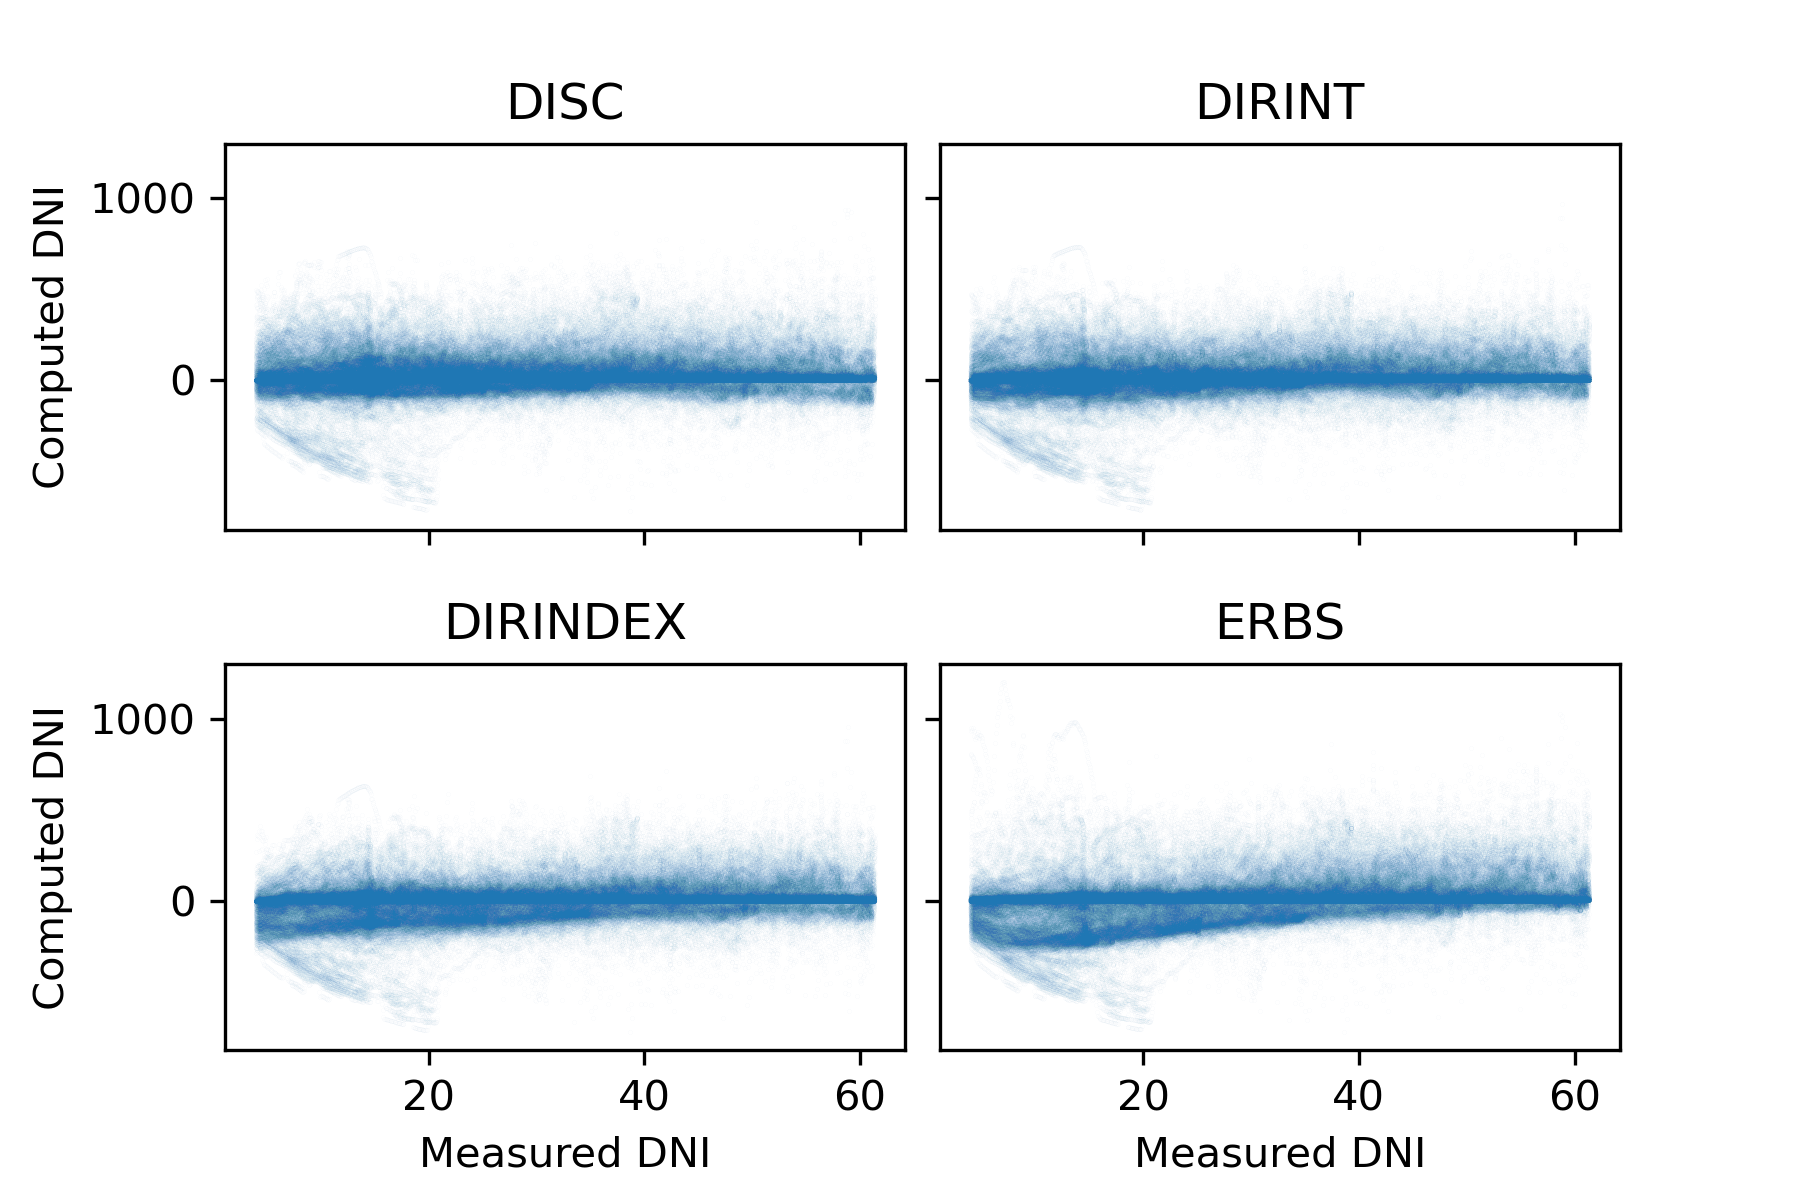 DISC
DIRINT
Computed DNI
1000
0
DIRINDEX
ERBS
Computed DNI
1000
0
20 40 60
20 40 60
Measured DNI
Measured DNI